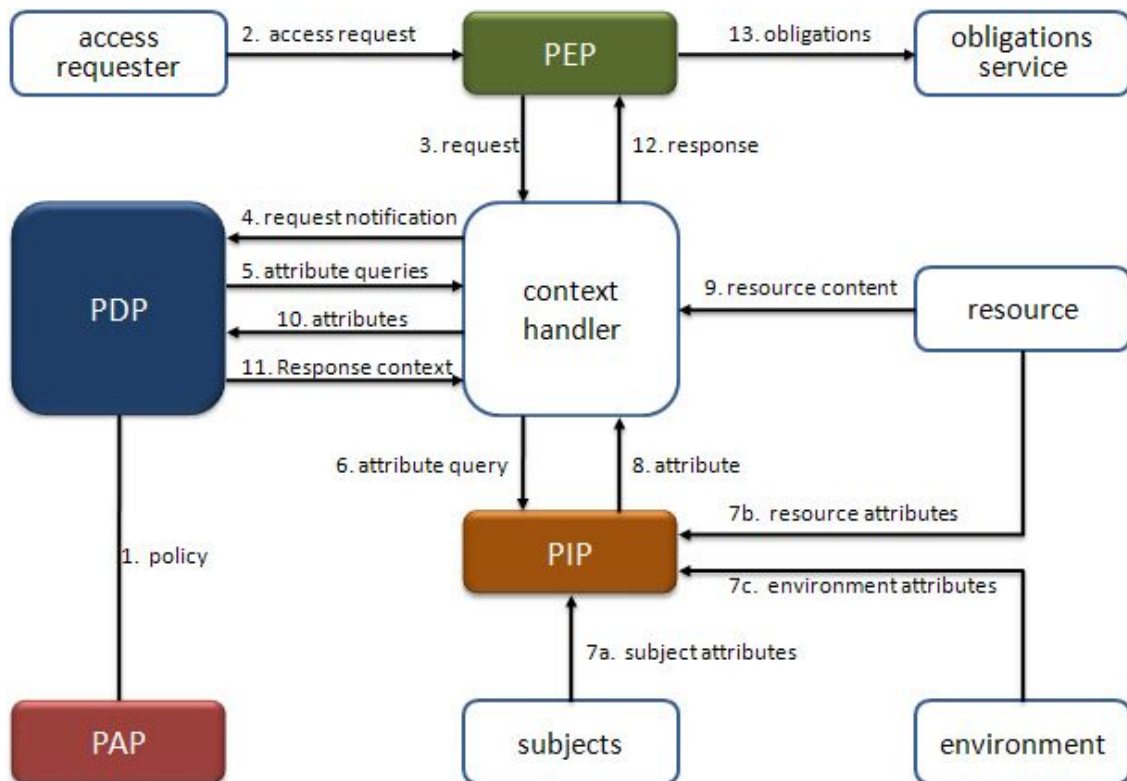 access
requester
2. access request
PEP
13. obligations
obligations
service
3. request
12. response
PDP
4. request notification
5. attribute queries
10. attributes
11. Response context
context
handler
9. resource content
resource
6. attribute query
8. attribute
7b. resource attributes
1. policy
PIP
7c. environment attributes
7a. subject attributes
PAP
subjects
environment